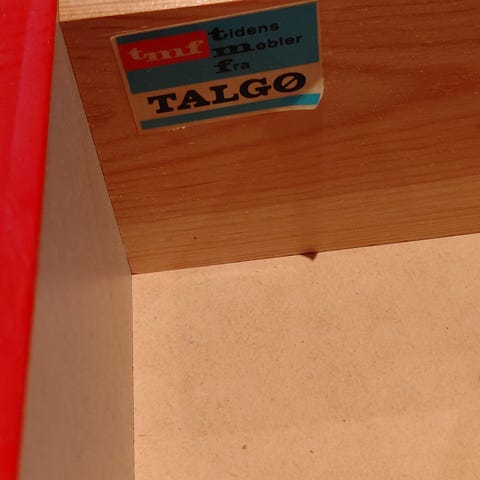 tmf tidens
møbler
fra
TALGØ